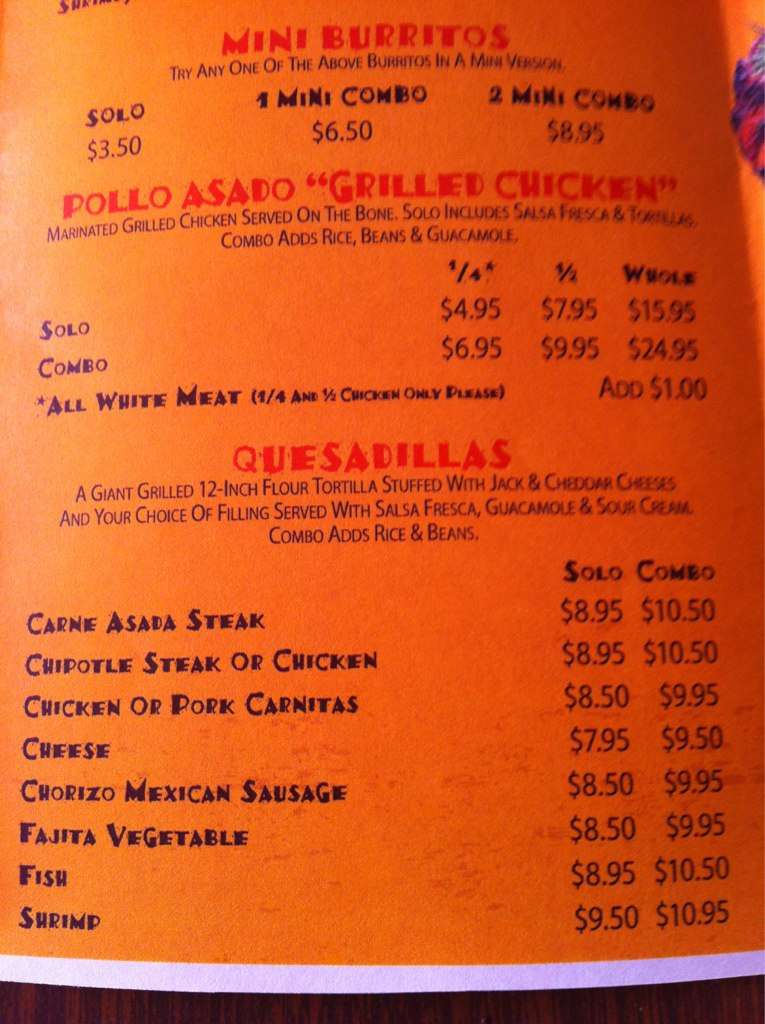 MINI BURRITOS
TRY ANY ONE OF THE ABOVE BURRITOS IN A MINI VERSION.
SOLO 1 MINI COMBO 2 MINI COMBO
$3.50 $6.50 $8.95
POLLO ASADO "GRILLED CHICKEN"
MARINATED GRILLED CHICKEN SERVED ON THE BONE. SOLO INCLUDES SALSA FRESCA & TORTILLAS.
COMBO ADDS RICE, BEANS & GUACAMOLE.
1/4* ½ WHOLE
SOLO $4.95 $7.95 $15.95
COMBO $6.95 $9.95 $24.95
*ALL WHITE MEAT (1/4 AND ½ CHICKEN ONLY PLEASE) ADD $1.00
QUESADILLAS
A GIANT GRILLED 12-INCH FLOUR TORTILLA STUFFED WITH JACK & CHEDDAR CHEESES
AND YOUR CHOICE OF FILLING SERVED WITH SALSA FRESCA, GUACAMOLE & SOUR CREAM.
COMBO ADDS RICE & BEANS.
SOLO COMBO
CARNE ASADA STEAK $8.95 $10.50
CHIPOTLE STEAK OR CHICKEN $8.95 $10.50
CHICKEN OR PORK CARNITAS $8.50 $9.95
CHEESE $7.95 $9.50
CHORIZO MEXICAN SAUSAGE $8.50 $9.95
FAJITA VEGETABLE $8.50 $9.95
FISH $8.95 $10.50
SHRIMP $9.50 $10.95